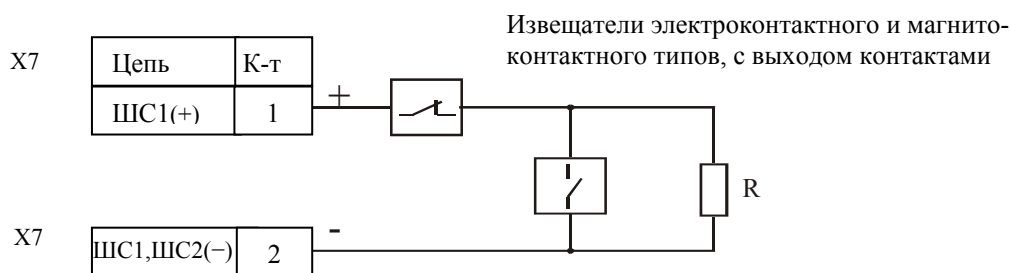 Извещатели электроконтактного и магнито-
контактного типов, с выходом контактами
X7
Цепь К-т
ШС1(+) 1
+
R
X7
ШС1,ШС2(−) 2
-